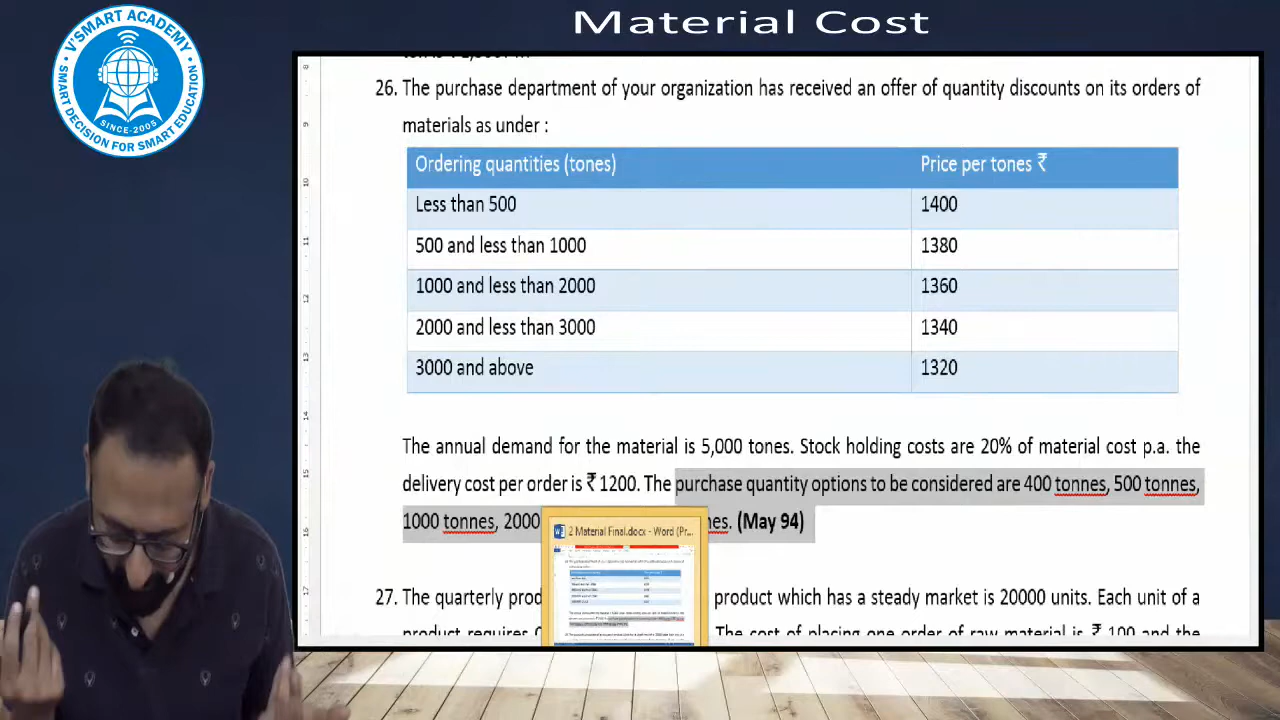 Material Cost
V'SMART ACADEMY
SINCE-2005
SMART DECISION FOR SMART EDUCATION
26. The purchase department of your organization has received an offer of quantity discounts on its orders of
materials as under :
Ordering quantities (tones) Price per tones ₹
Less than 500 1400
500 and less than 1000 1380
1000 and less than 2000 1360
2000 and less than 3000 1340
3000 and above 1320
The annual demand for the material is 5,000 tones. Stock holding costs are 20% of material cost p.a. the
delivery cost per order is ₹ 1200. The purchase quantity options to be considered are 400 tonnes, 500 tonnes,
1000 tonnes, 2000 nes. (May 94)
2 Material Final.docx - Word (Pr...
27. The quarterly prod product which has a steady market is 20000 units. Each unit of a
product requires The cost of placing one order of raw material is ₹ 100 and the